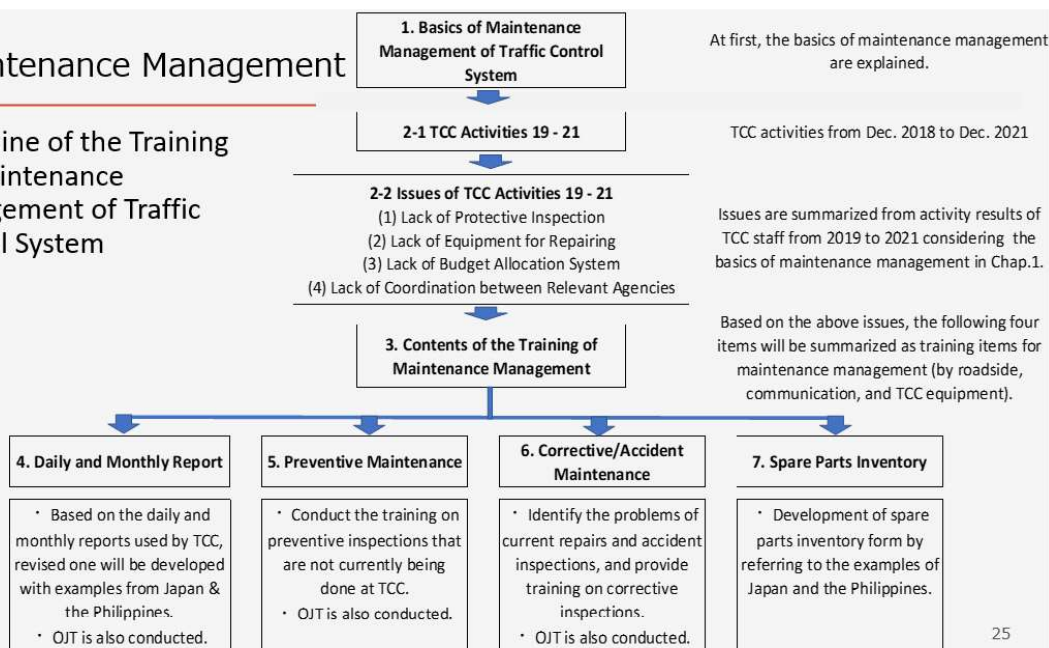 ntenance Management
ine of the Training
intenance
gement of Traffic
l System
1. Basics of Maintenance
Management of Traffic Control
System
At first, the basics of maintenance management
are explained.
2-1 TCC Activities 19 - 21
TCC activities from Dec. 2018 to Dec. 2021
2-2 Issues of TCC Activities 19 - 21
(1) Lack of Protective Inspection
(2) Lack of Equipment for Repairing
(3) Lack of Budget Allocation System
(4) Lack of Coordination between Relevant Agencies
Issues are summarized from activity results of
TCC staff from 2019 to 2021 considering the
basics of maintenance management in Chap.1.
3. Contents of the Training of
Maintenance Management
Based on the above issues, the following four
items will be summarized as training items for
maintenance management (by roadside,
communication, and TCC equipment).
4. Daily and Monthly Report
・ Based on the daily and
monthly reports used by TCC,
revised one will be developed
with examples from Japan &
the Philippines.
・ OJT is also conducted.
5. Preventive Maintenance
・ Conduct the training on
preventive inspections that
are not currently being
done at TCC.
・ OJT is also conducted.
6. Corrective/Accident
Maintenance
・ Identify the problems of
current repairs and accident
inspections, and provide
training on corrective
inspections.
・ OJT is also conducted.
7. Spare Parts Inventory
・ Development of spare
parts inventory form by
referring to the examples of
Japan and the Philippines.
25